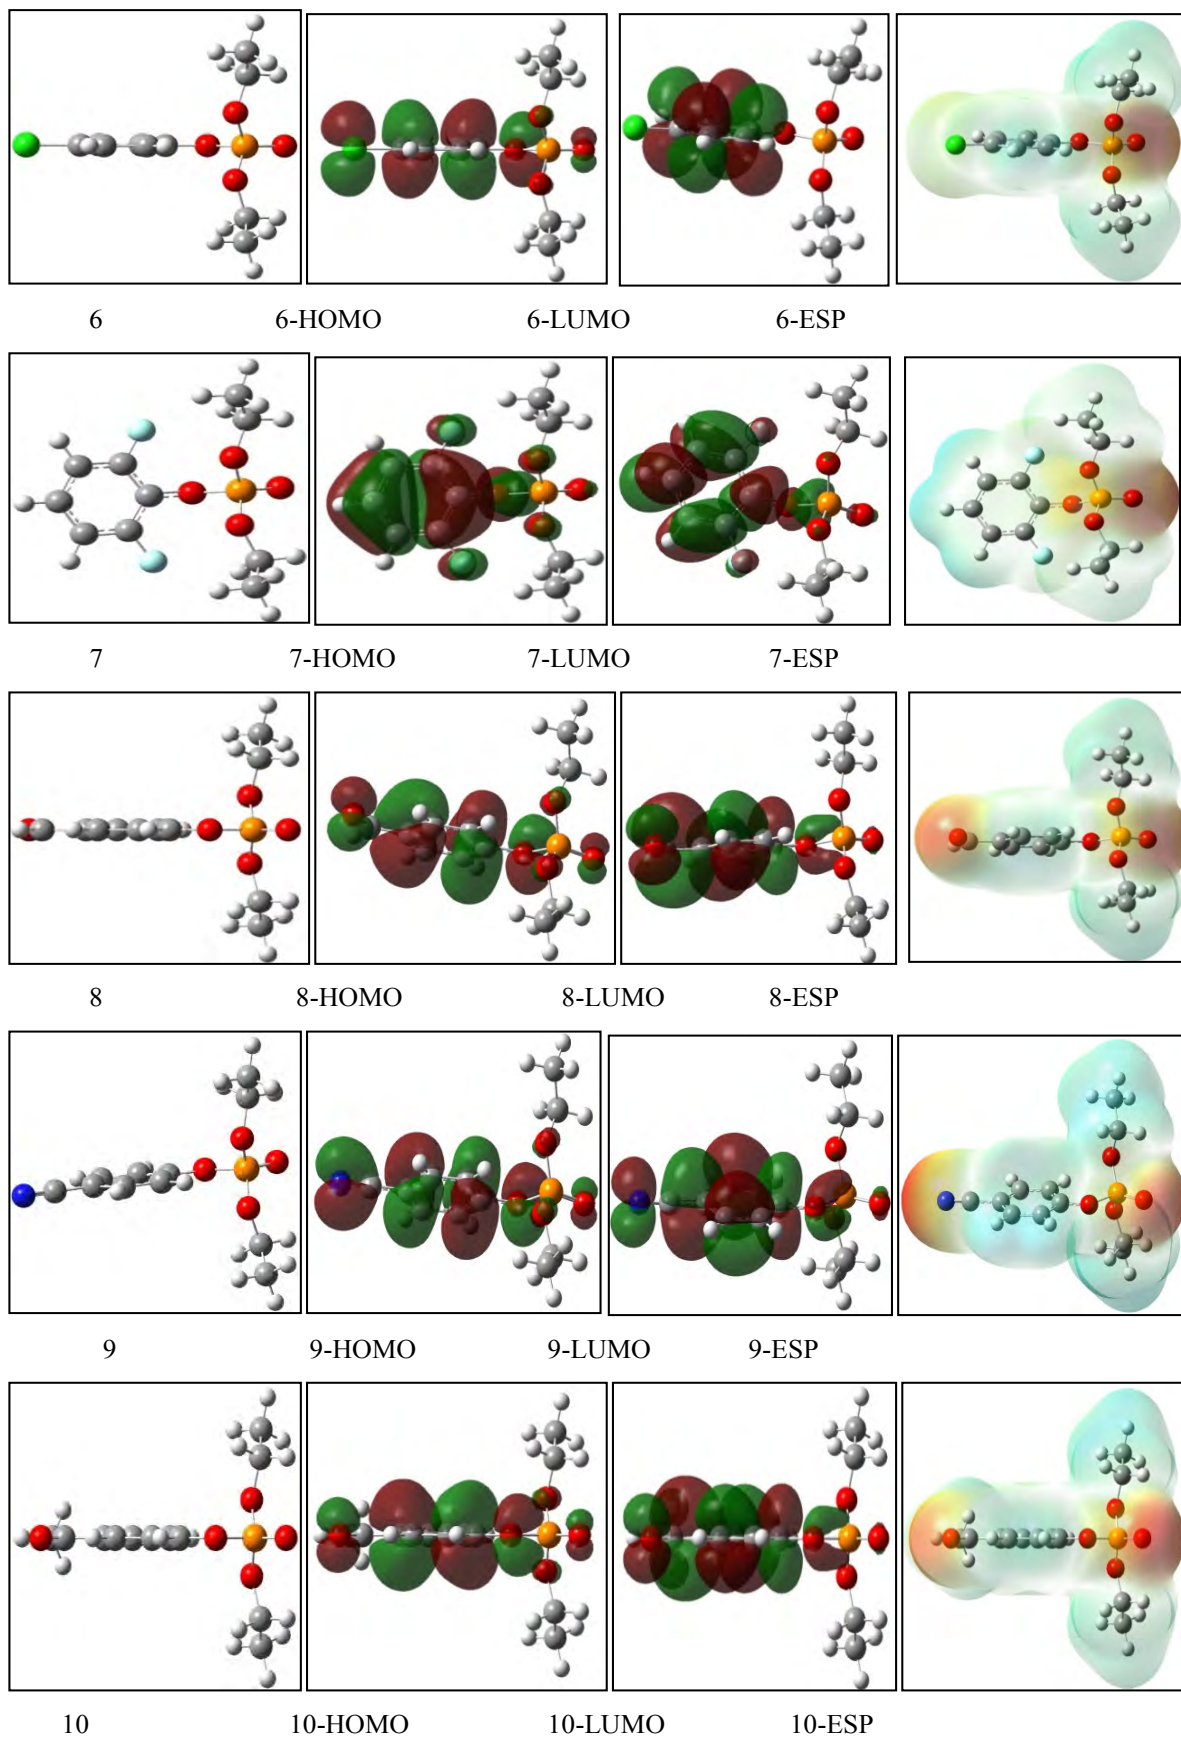 6 6-HOMO 6-LUMO 6-ESP
7 7-HOMO 7-LUMO 7-ESP
8 8-HOMO 8-LUMO 8-ESP
9 9-HOMO 9-LUMO 9-ESP
10 10-HOMO 10-LUMO 10-ESP